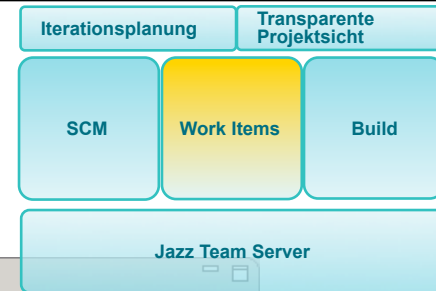 Iterationsplanung
Transparente
Projektsicht
SCM
Work Items
Build
Jazz Team Server